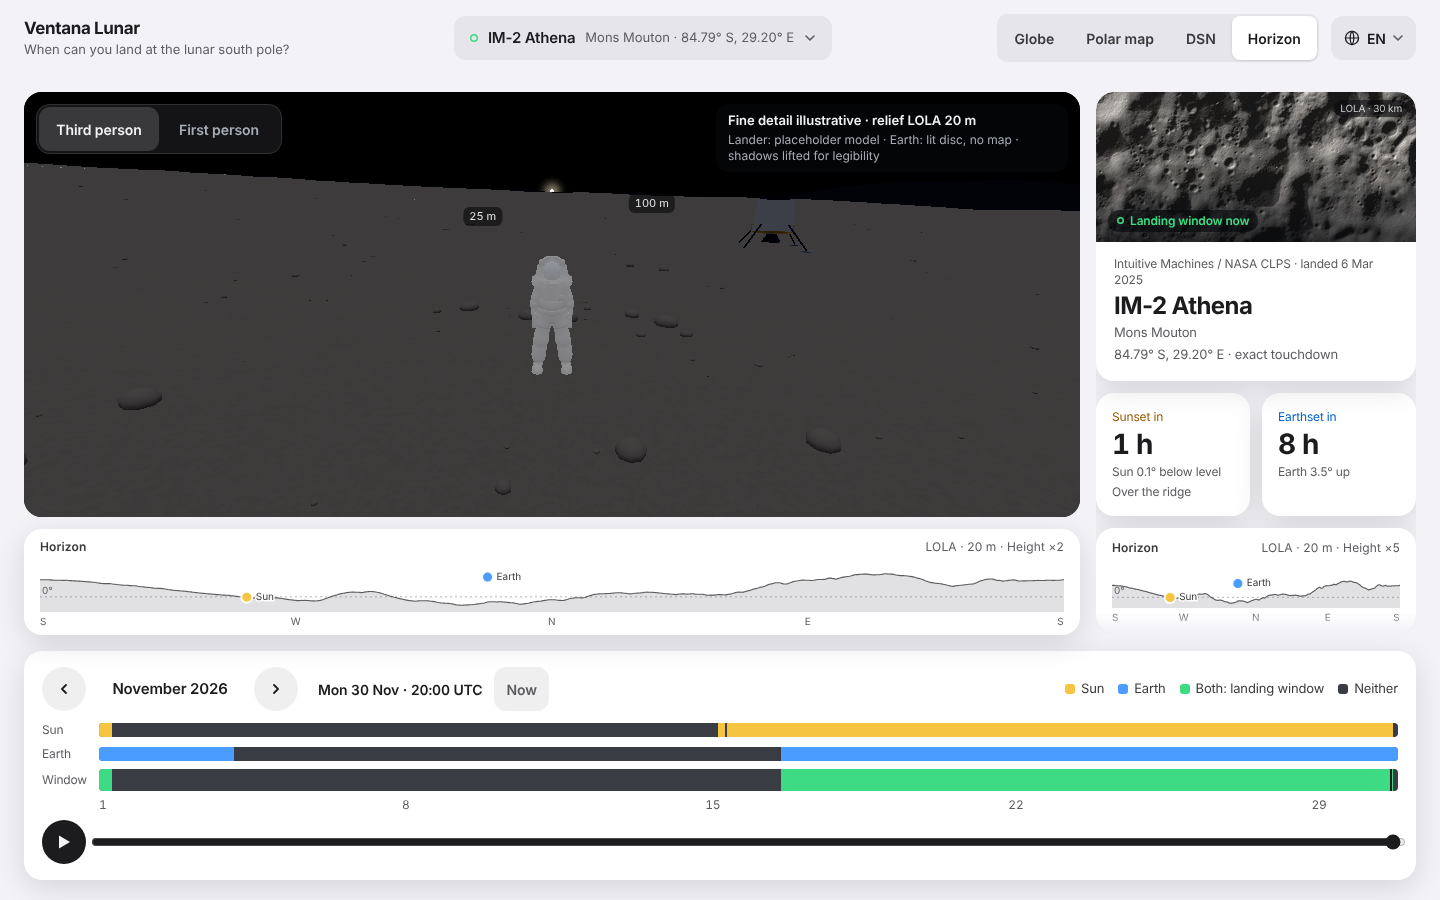 Ventana Lunar
When can you land at the lunar south pole?
IM-2 Athena Mons Mouton · 84.79° S, 29.20° E
Globe Polar map DSN Horizon
EN
Third person First person
Fine detail illustrative · relief LOLA 20 m
Lander: placeholder model · Earth: lit disc, no map ·
shadows lifted for legibility
25 m
100 m
LOLA · 30 km
Landing window now
Intuitive Machines / NASA CLPS · landed 6 Mar
2025
IM-2 Athena
Mons Mouton
84.79° S, 29.20° E · exact touchdown
Sunset in
1 h
Sun 0.1° below level
Over the ridge
Earthset in
8 h
Earth 3.5° up
Horizon LOLA · 20 m · Height ×2
Earth
0°
Sun
S W N E S
Horizon LOLA · 20 m · Height ×5
Earth
0°
Sun
S W N E S
November 2026
Mon 30 Nov · 20:00 UTC
Now
Sun Earth Both: landing window Neither
Sun
Earth
Window
1 8 15 22 29